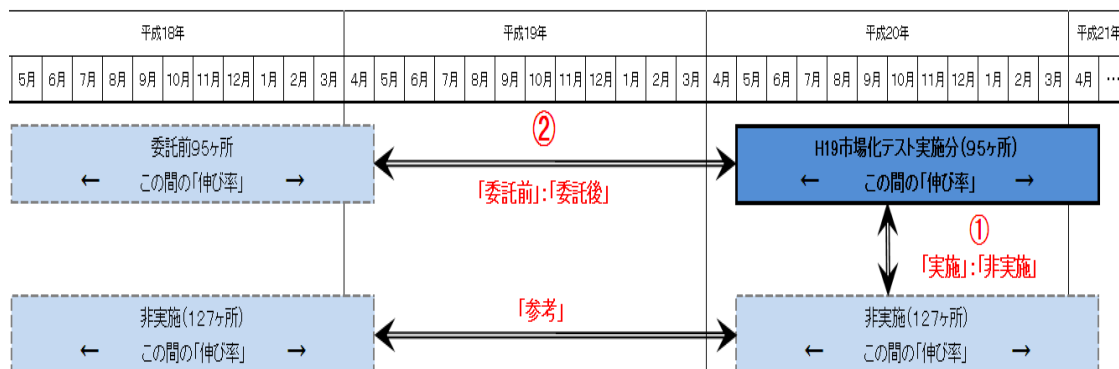 平成18年 平成19年 平成20年 平成21年
5月 6月 7月 8月 9月 10月 11月 12月 1月 2月 3月 4月 5月 6月 7月 8月 9月 10月 11月 12月 1月 2月 3月 4月 5月 6月 7月 8月 9月 10月 11月 12月 1月 2月 3月 4月 …
委託前95ヶ所
← この間の「伸び率」 →
②
「委託前」:「委託後」
H19市場化テスト実施分(95ヶ所)
← この間の「伸び率」 →
①
「実施」:「非実施」
非実施(127ヶ所)
← この間の「伸び率」 →
「参考」
非実施(127ヶ所)
← この間の「伸び率」 →